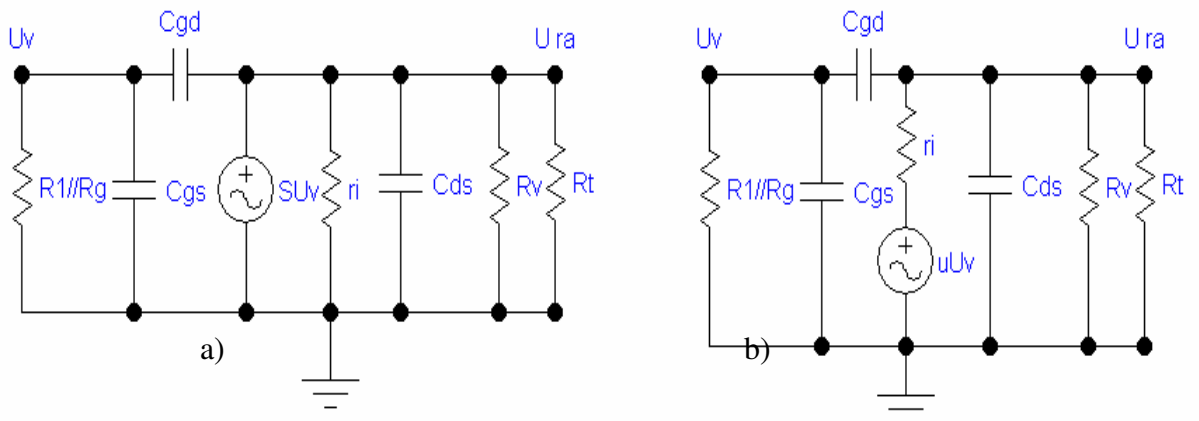 Uv Cgd U ra
R1//Rg Cgs + SUv ri Cds Rv Rt
a)
Uv Cgd U ra
ri
R1//Rg Cgs Cds Rv Rt
+ uUv
b)